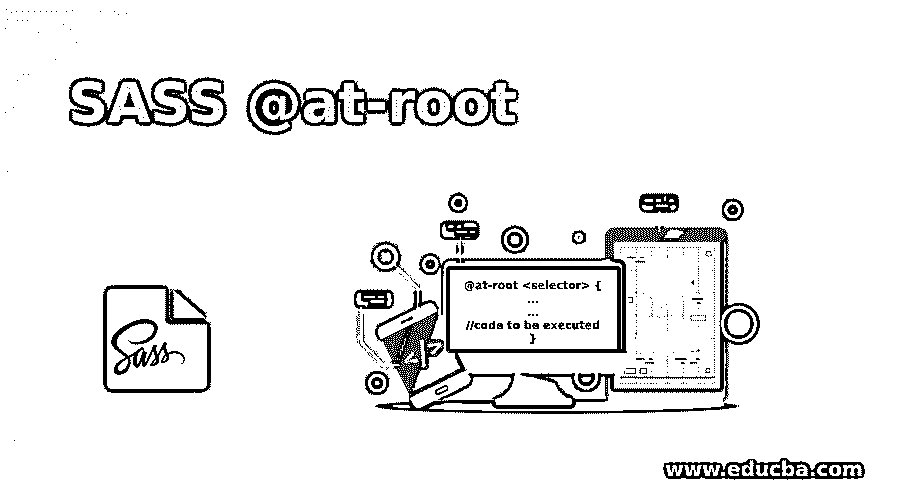 SASS @at-root
@at-root <selector> {
...
...
//code to be executed
}
Sass
www.educba.com